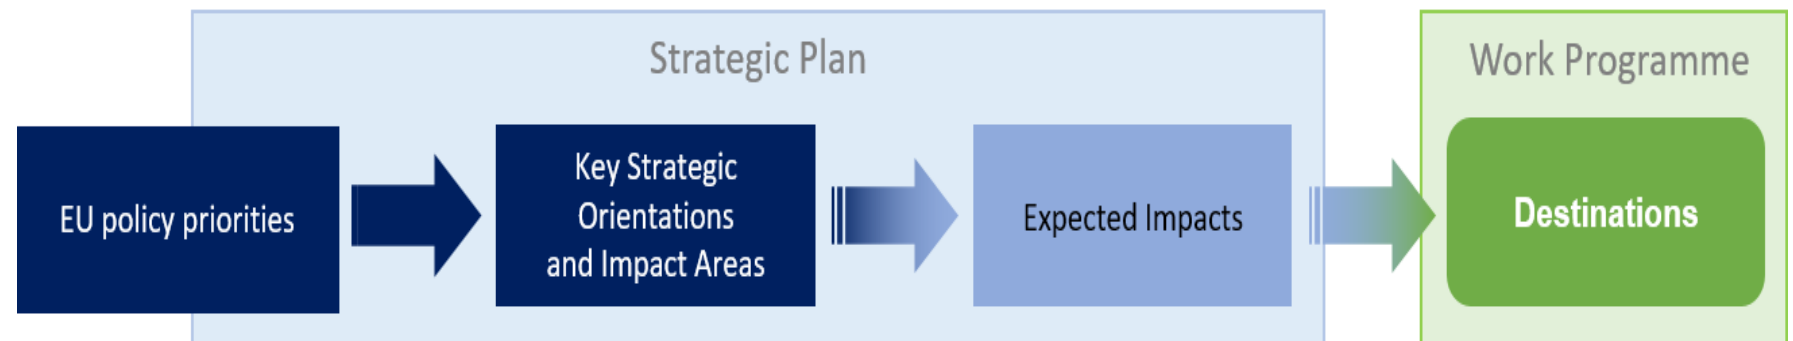 Strategic Plan
Work Programme
EU policy priorities
Key Strategic
Orientations
and Impact Areas
Expected Impacts
Destinations